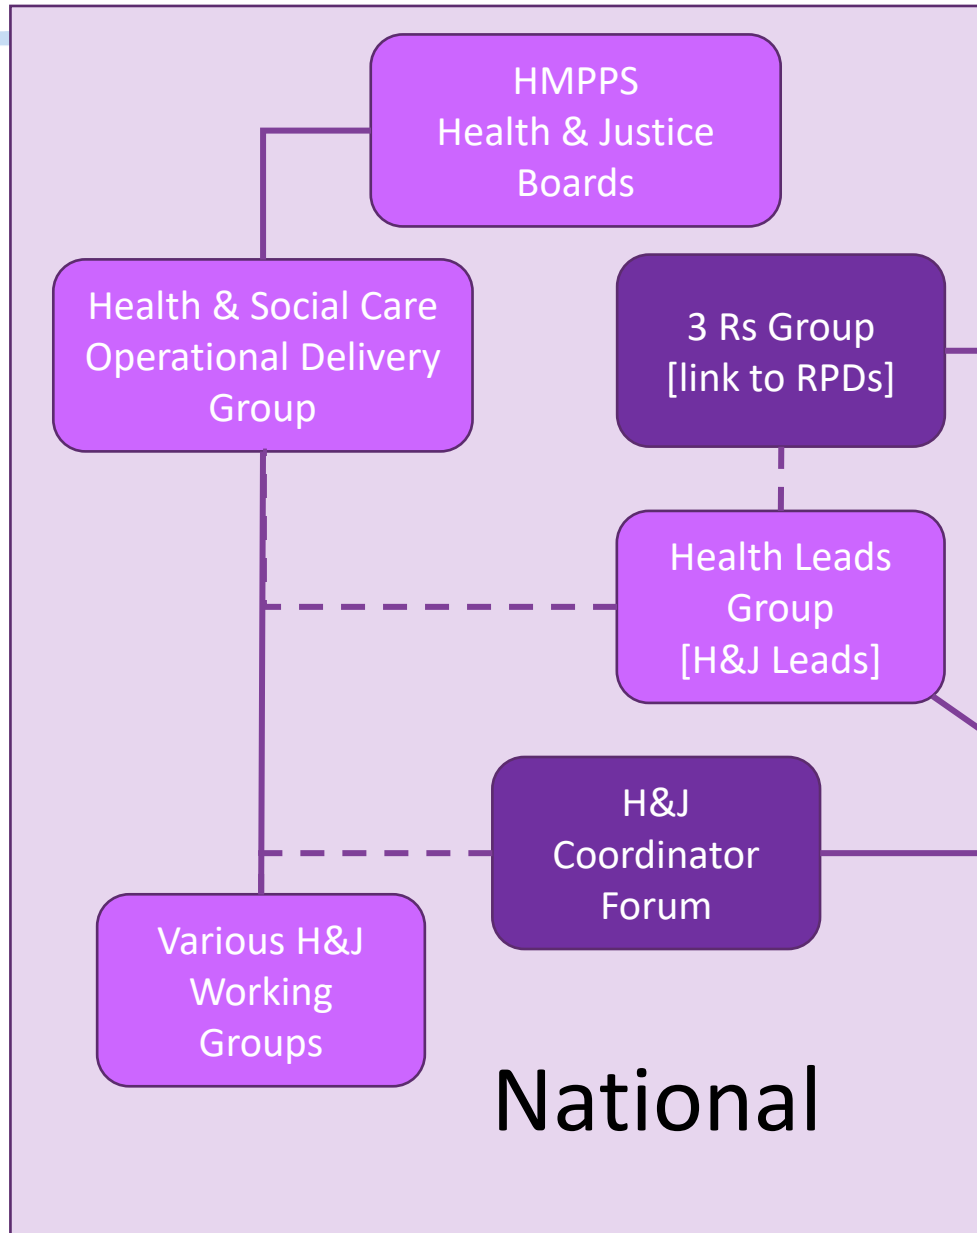 HMPPS
Health & Justice
Boards
Health & Social Care
Operational Delivery
Group
3 Rs Group
[link to RPDs]
Health Leads
Group
[H&J Leads]
H&J
Coordinator
Forum
Various H&J
Working
Groups
National